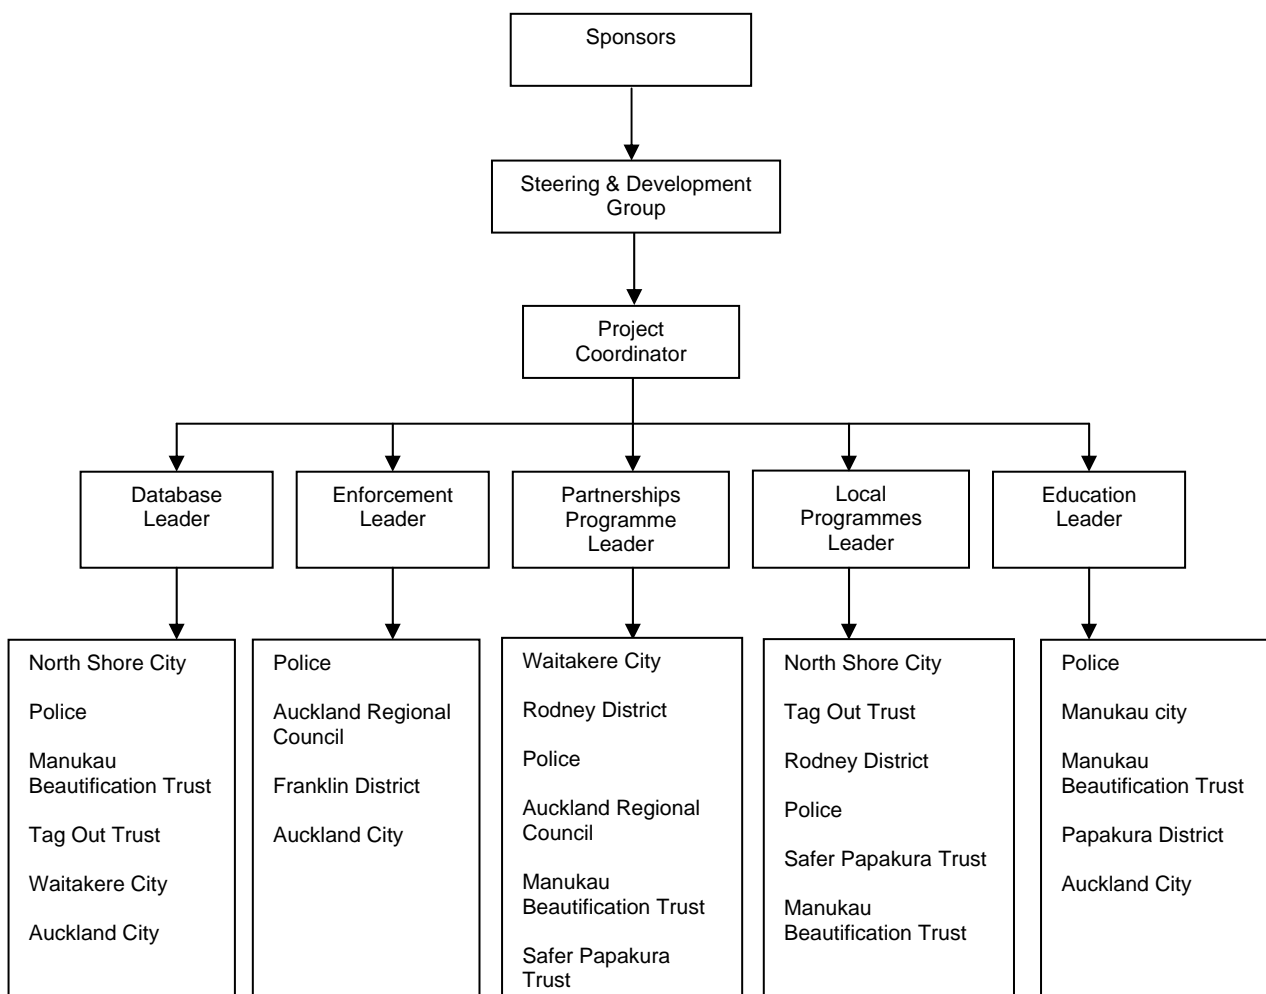 Sponsors
Steering & Development
Group
Project
Coordinator
Database
Leader
Enforcement
Leader
Partnerships
Programme
Leader
Local
Programmes
Leader
Education
Leader
North Shore City
Police
Manukau
Beautification Trust
Tag Out Trust
Waitakere City
Auckland City
Police
Auckland Regional
Council
Franklin District
Auckland City
Waitakere City
Rodney District
Police
Auckland Regional
Council
Manukau
Beautification Trust
Safer Papakura
Trust
North Shore City
Tag Out Trust
Rodney District
Police
Safer Papakura Trust
Manukau
Beautification Trust
Police
Manukau city
Manukau
Beautification Trust
Papakura District
Auckland City